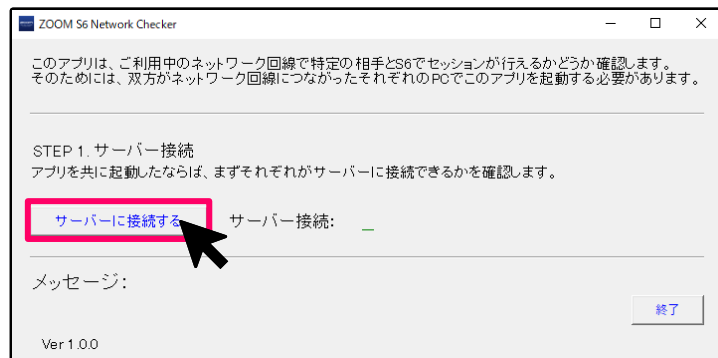 ZOOM S6 Network Checker
このアプリは、ご利用中のネットワーク回線で特定の相手とS6でセッションが行えるかどうか確認します。
そのためには、双方がネットワーク回線につながったそれぞれのPCでこのアプリを起動する必要があります。
STEP 1. サーバー接続
アプリを共に起動したならば、まずそれぞれがサーバーに接続できるかを確認します。
サーバーに接続する サーバー接続: _
メッセージ:
終了
Ver 1.0.0